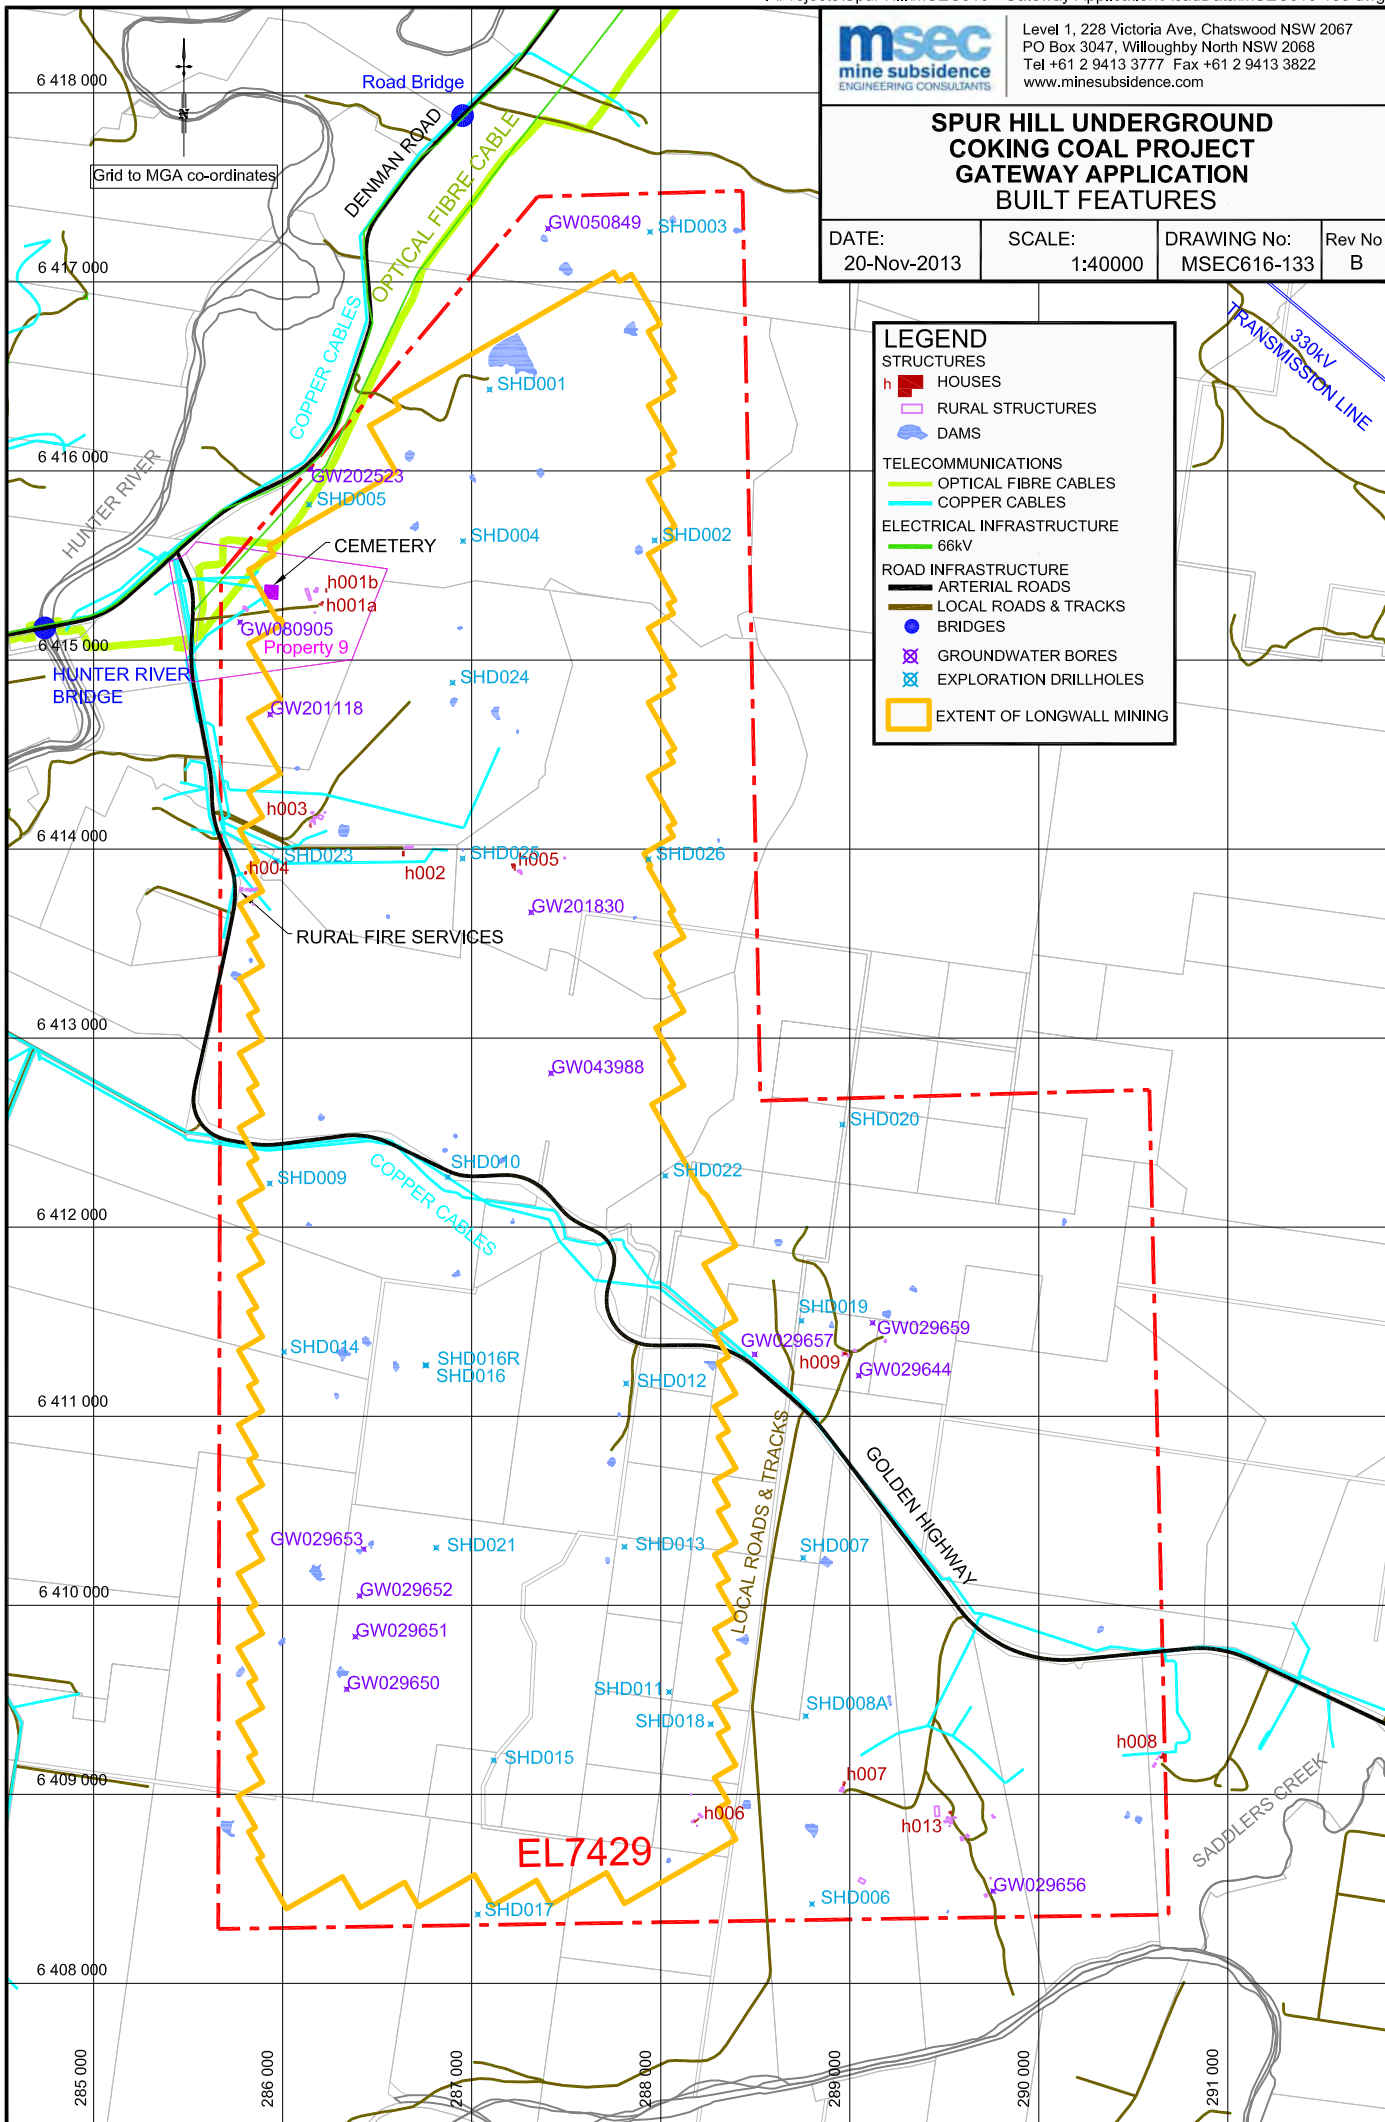 msec
mine subsidence
ENGINEERING CONSULTANTS
Level 1, 228 Victoria Ave, Chatswood NSW 2067
PO Box 3047, Willoughby North NSW 2068
Tel +61 2 9413 3777 Fax +61 2 9413 3822
www.minesubsidence.com
SPUR HILL UNDERGROUND
COKING COAL PROJECT
GATEWAY APPLICATION
BUILT FEATURES
DATE:
20-Nov-2013
SCALE:
1:40000
DRAWING No:
MSEC616-133
Rev No
B
LEGEND
STRUCTURES
h HOUSES
RURAL STRUCTURES
DAMS
TELECOMMUNICATIONS
OPTICAL FIBRE CABLES
COPPER CABLES
ELECTRICAL INFRASTRUCTURE
66kV
ROAD INFRASTRUCTURE
ARTERIAL ROADS
LOCAL ROADS & TRACKS
BRIDGES
GROUNDWATER BORES
EXPLORATION DRILLHOLES
EXTENT OF LONGWALL MINING
330kV
TRANSMISSION LINE
N
Grid to MGA co-ordinates
6 418 000
Road Bridge
DENMAN ROAD
OPTICAL FIBRE CABLE
GW050849
SHD003
6 417 000
COPPER CABLES
SHD001
6 416 000
HUNTER RIVER
GW202523
SHD005
SHD004
SHD002
CEMETERY
h001b
h001a
GW080905
Property 9
6 415 000
HUNTER RIVER
BRIDGE
SHD024
GW201118
h003
6 414 000
SHD023
h004
h002
SHD025
h005
SHD026
GW201830
RURAL FIRE SERVICES
6 413 000
GW043988
SHD020
SHD009
SHD010
SHD022
COPPER CABLES
6 412 000
SHD019
GW029659
GW029657
h009
GW029644
SHD014
SHD016R
SHD016
SHD012
6 411 000
LOCAL ROADS & TRACKS
GOLDEN HIGHWAY
GW029653
SHD021
SHD013
SHD007
6 410 000
GW029652
GW029651
GW029650
SHD011
SHD018
SHD008A
SHD015
h008
6 409 000
h007
h006
h013
SADDLERS CREEK
EL7429
GW029656
SHD017
SHD006
6 408 000
285 000
286 000
287 000
288 000
289 000
290 000
291 000